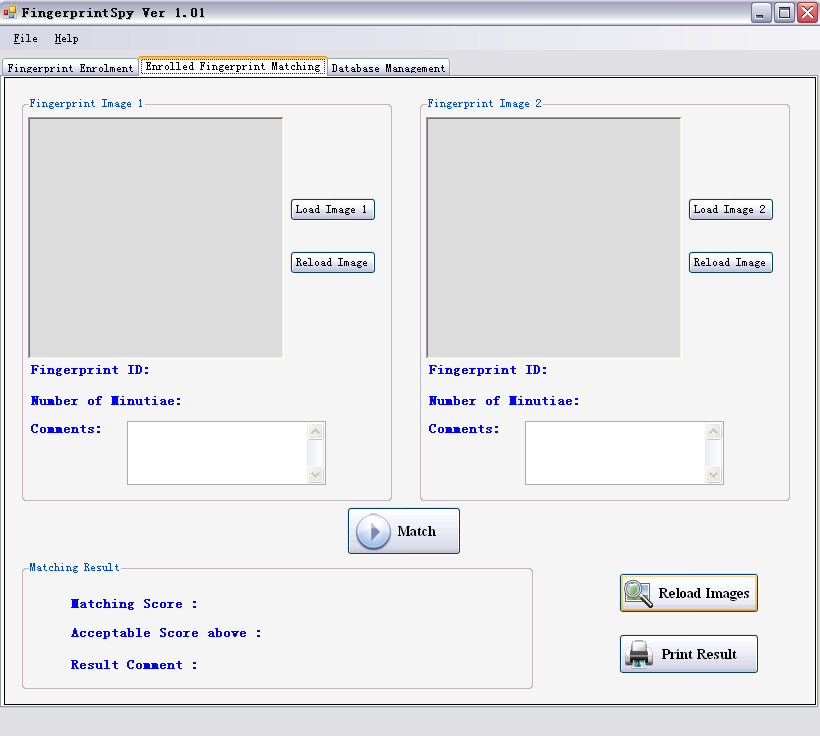 FingerprintSpy Ver 1.01
File Help
Fingerprint Enrolment Enrolled Fingerprint Matching Database Management
Fingerprint Image 1
Load Image 1
Reload Image
Fingerprint ID:
Number of Minutiae:
Comments:
Fingerprint Image 2
Load Image 2
Reload Image
Fingerprint ID:
Number of Minutiae:
Comments:
Match
Matching Result
Matching Score :
Acceptable Score above :
Result Comment :
Reload Images
Print Result